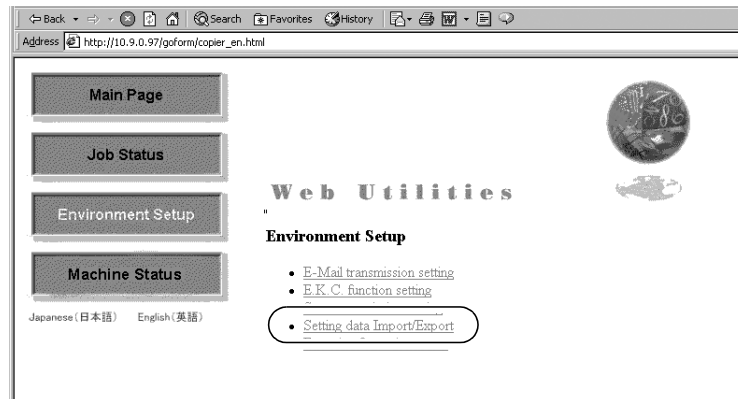 Back Search Favorites History
Address http://10.9.0.97/goform/copier_en.html
Main Page
Job Status
Environment Setup
Machine Status
Japanese(日本語) English(英語)
Web Utilities
"
Environment Setup
• E-Mail transmission setting
• E.K.C. function setting
• Setting data Import/Export